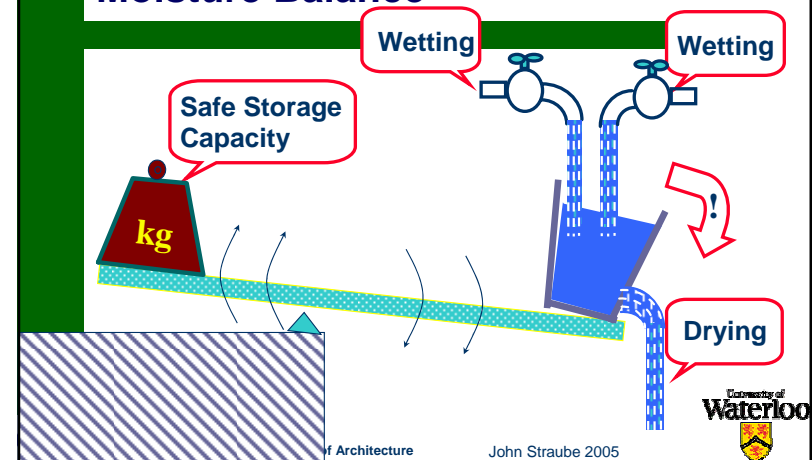 Moisture Balance
Wetting
Wetting
Safe Storage
Capacity
kg
!
Drying
University of
Waterloo
of Architecture
John Straube 2005